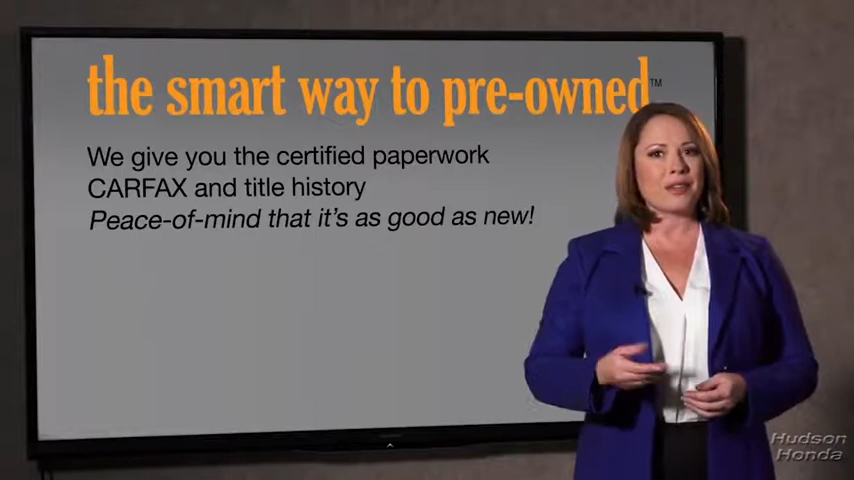 the smart way to pre-owned™
We give you the certified paperwork
CARFAX and title history
Peace-of-mind that it's as good as new!
Hudson
Honda